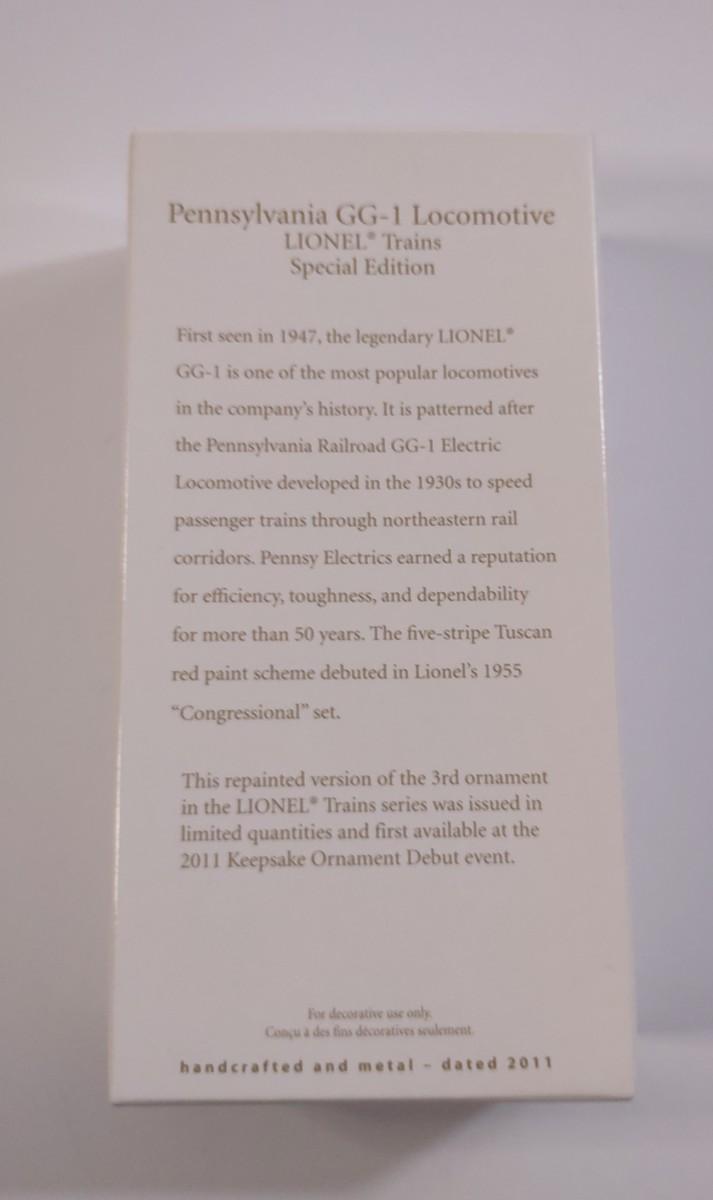 Pennsylvania GG-1 Locomotive
LIONEL® Trains
Special Edition
First seen in 1947, the legendary LIONEL®
GG-1 is one of the most popular locomotives
in the company's history. It is patterned after
the Pennsylvania Railroad GG-1 Electric
Locomotive developed in the 1930s to speed
passenger trains through northeastern rail
corridors. Pennsy Electrics earned a reputation
for efficiency, toughness, and dependability
for more than 50 years. The five-stripe Tuscan
red paint scheme debuted in Lionel's 1955
“Congressional” set.
This repainted version of the 3rd ornament
in the LIONEL® Trains series was issued in
limited quantities and first available at the
2011 Keepsake Ornament Debut event.
For decorative use only.
Conçu à des fins décoratives seulement.
handcrafted and metal – dated 2011